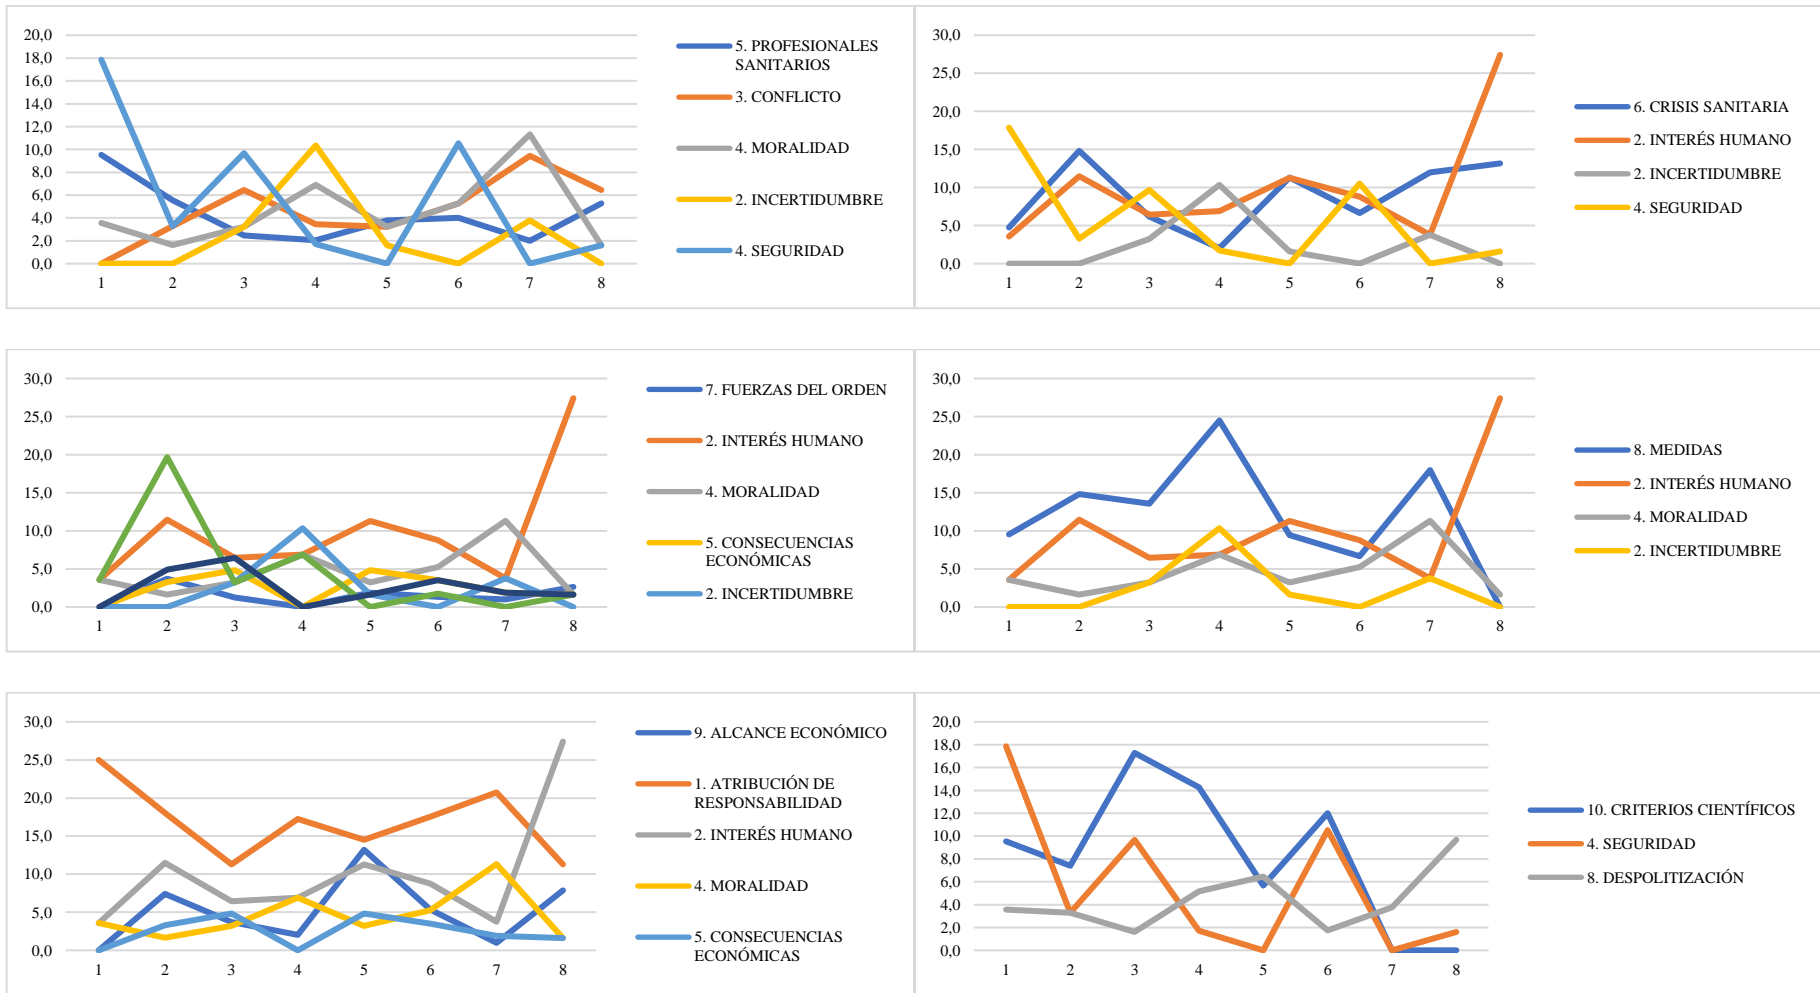 20,0
18,0
16,0
14,0
12,0
10,0
8,0
6,0
4,0
2,0
0,0
1 2 3 4 5 6 7 8
5. PROFESIONALES
SANITARIOS
3. CONFLICTO
4. MORALIDAD
2. INCERTIDUMBRE
4. SEGURIDAD
30,0
25,0
20,0
15,0
10,0
5,0
0,0
1 2 3 4 5 6 7 8
6. CRISIS SANITARIA
2. INTERÉS HUMANO
2. INCERTIDUMBRE
4. SEGURIDAD
30,0
25,0
20,0
15,0
10,0
5,0
0,0
1 2 3 4 5 6 7 8
7. FUERZAS DEL ORDEN
2. INTERÉS HUMANO
4. MORALIDAD
5. CONSECUENCIAS
ECONÓMICAS
2. INCERTIDUMBRE
30,0
25,0
20,0
15,0
10,0
5,0
0,0
1 2 3 4 5 6 7 8
8. MEDIDAS
2. INTERÉS HUMANO
4. MORALIDAD
2. INCERTIDUMBRE
30,0
25,0
20,0
15,0
10,0
5,0
0,0
1 2 3 4 5 6 7 8
9. ALCANCE ECONÓMICO
1. ATRIBUCIÓN DE
RESPONSABILIDAD
2. INTERÉS HUMANO
4. MORALIDAD
5. CONSECUENCIAS
ECONÓMICAS
20,0
18,0
16,0
14,0
12,0
10,0
8,0
6,0
4,0
2,0
0,0
1 2 3 4 5 6 7 8
10. CRITERIOS CIENTÍFICOS
4. SEGURIDAD
8. DESPOLITIZACIÓN